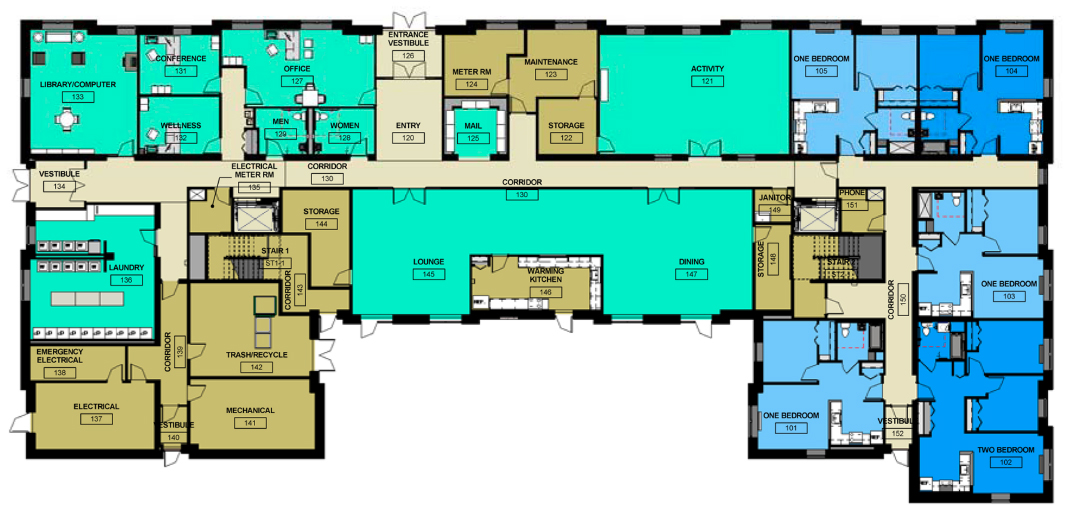 ENTRANCE
VESTIBULE
126
CONFERENCE
131
OFFICE
127
METER RM
124
MAINTENANCE
123
ACTIVITY
121
ONE BEDROOM
105
ONE BEDROOM
104
LIBRARY/COMPUTER
133
WELLNESS
132
MEN
129
WOMEN
128
ENTRY
120
MAIL
125
STORAGE
122
VESTIBULE
134
ELECTRICAL
METER RM
135
CORRIDOR
130
CORRIDOR
130
JANITOR
149
PHONE
151
STORAGE
144
STAIR 1
ST1-1
LAUNDRY
136
CORRIDOR
143
LOUNGE
145
WARMING
KITCHEN
146
REF.
DINING
147
STORAGE
148
CORRIDOR
150
ONE BEDROOM
103
REF
EMERGENCY
ELECTRICAL
138
CORRIDOR
139
TRASH/RECYCLE
142
ELECTRICAL
137
VESTIBULE
140
MECHANICAL
141
ONE BEDROOM
101
REF
VESTIBULE
152
TWO BEDROOM
102
REF